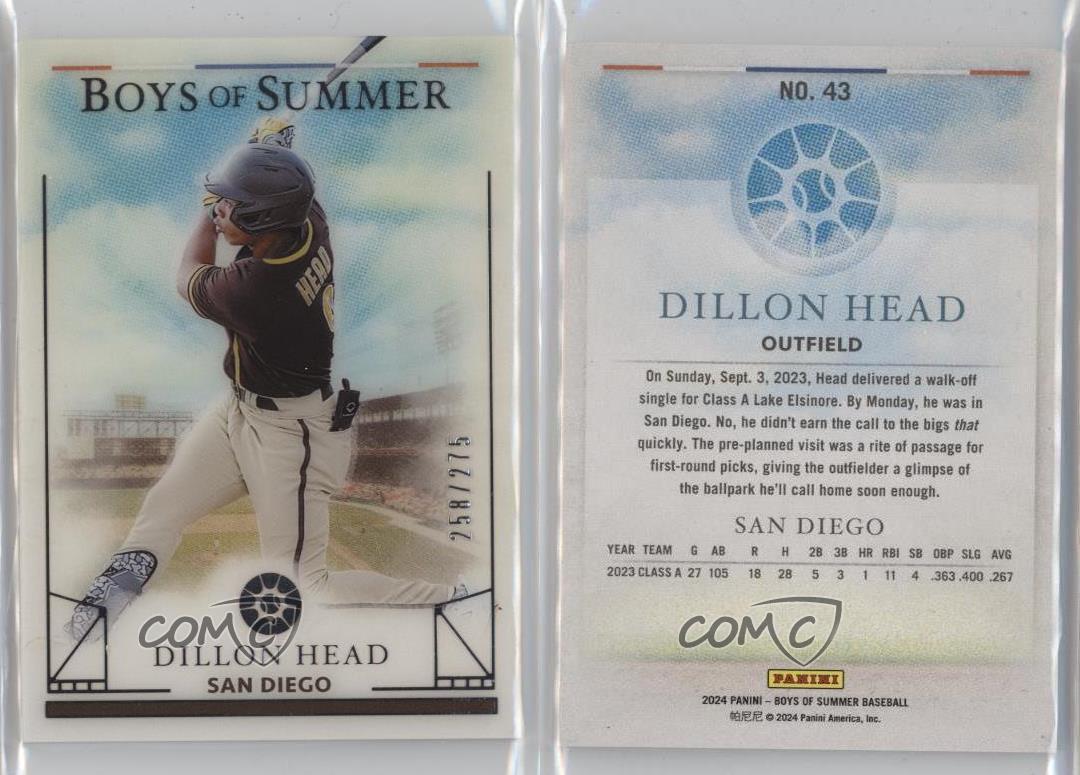 BOYS OF SUMMER
HEAD
6
258/275
COMC
DILLON HEAD
SAN DIEGO
NO. 43
DILLON HEAD
OUTFIELD
On Sunday, Sept. 3, 2023, Head delivered a walk-off
single for Class A Lake Elsinore. By Monday, he was in
San Diego. No, he didn't earn the call to the bigs that
quickly. The pre-planned visit was a rite of passage for
first-round picks, giving the outfielder a glimpse of
the ballpark he'll call home soon enough.
SAN DIEGO
YEAR TEAM G AB R H 2B 3B HR RBI SB OBP SLG AVG
2023 CLASS A 27 105 18 28 5 3 1 11 4 .363 .400 .267
COMC
PANINI
2024 PANINI – BOYS OF SUMMER BASEBALL
帕尼尼 © 2024 Panini America, Inc.